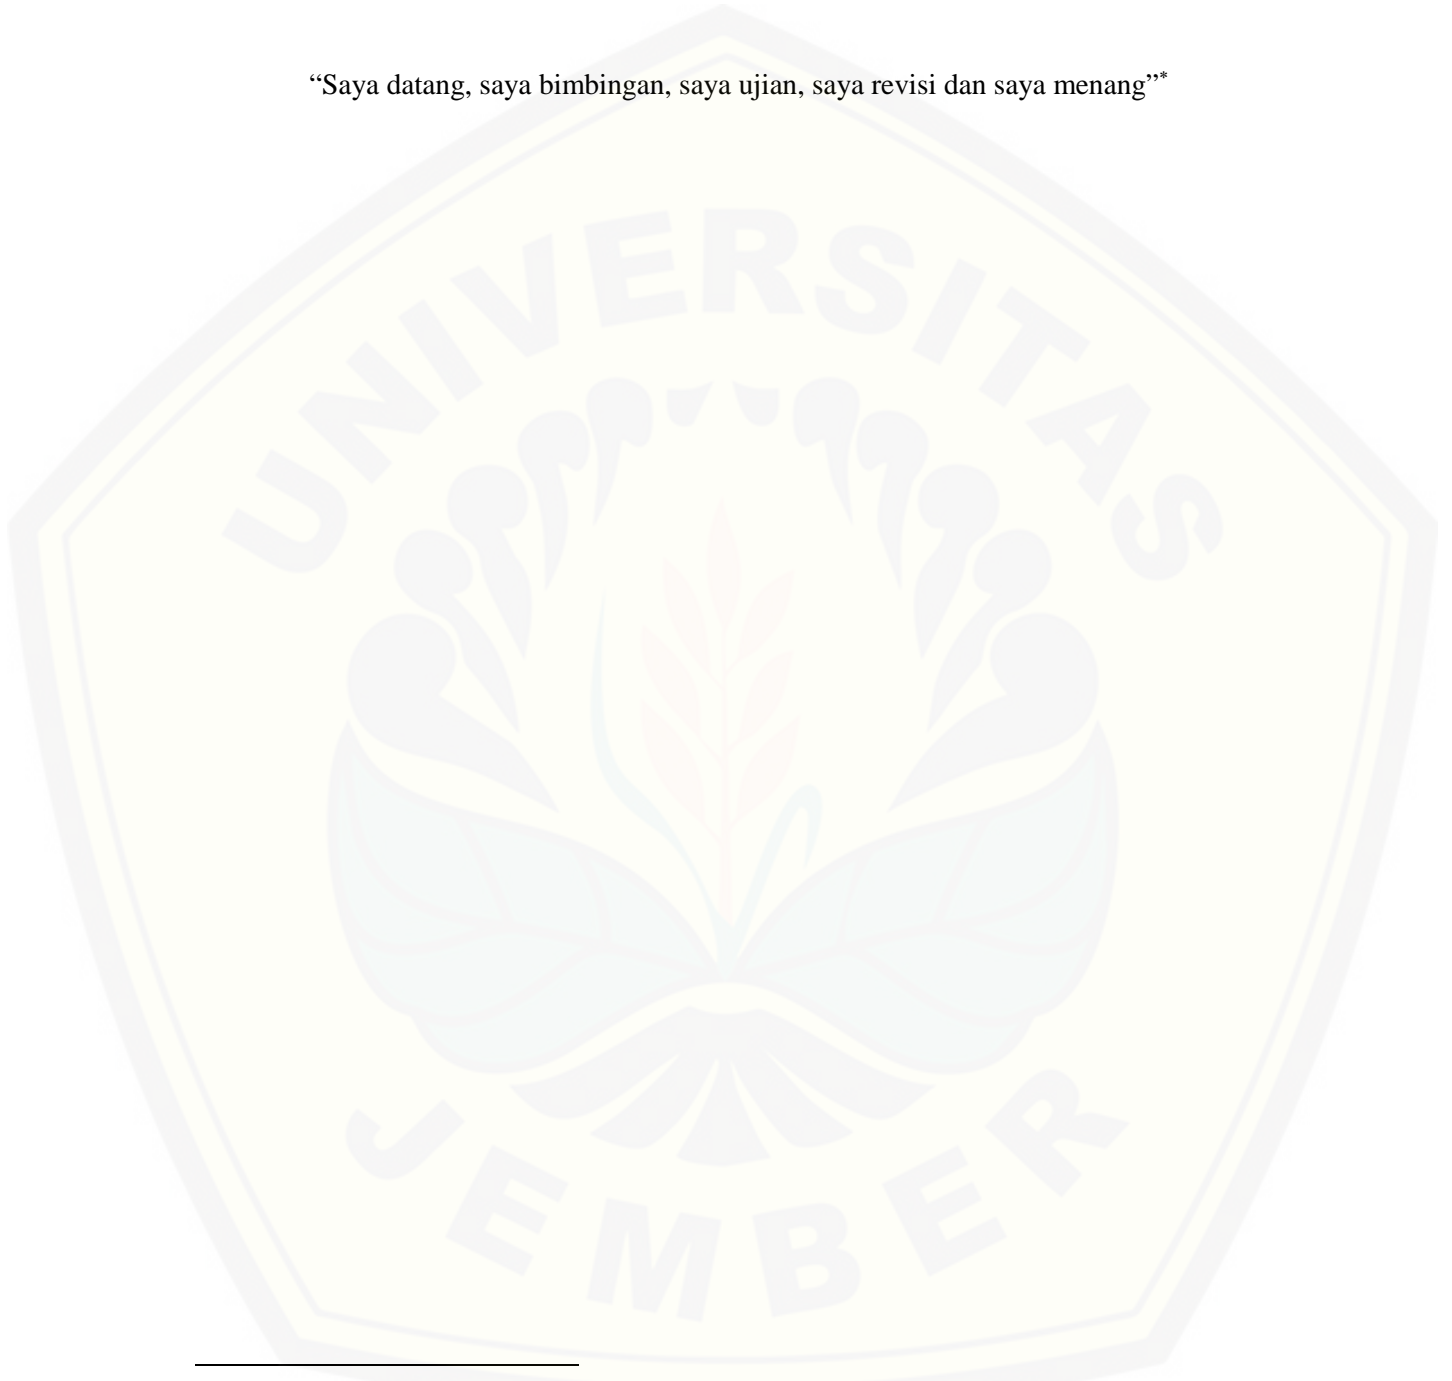 “Saya datang, saya bimbingan, saya ujian, saya revisi dan saya menang”*
UNIVERSITAS
JEMBER